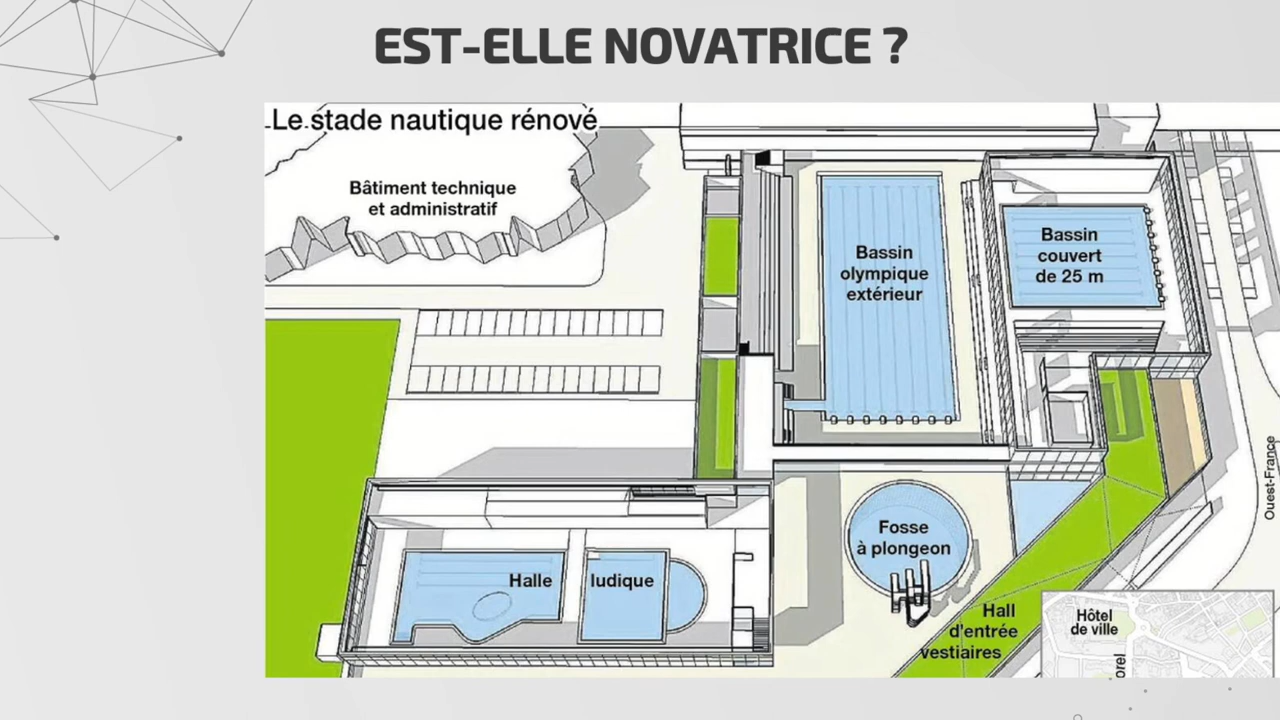 EST-ELLE NOVATRICE ?
Le stade nautique rénové
Bâtiment technique
et administratif
Bassin
olympique
extérieur
Bassin
couvert
de 25 m
Ouest-France
Fosse
à plongeon
Halle ludique
Hall
d'entrée
vestiaires
Hôtel
de ville
orel